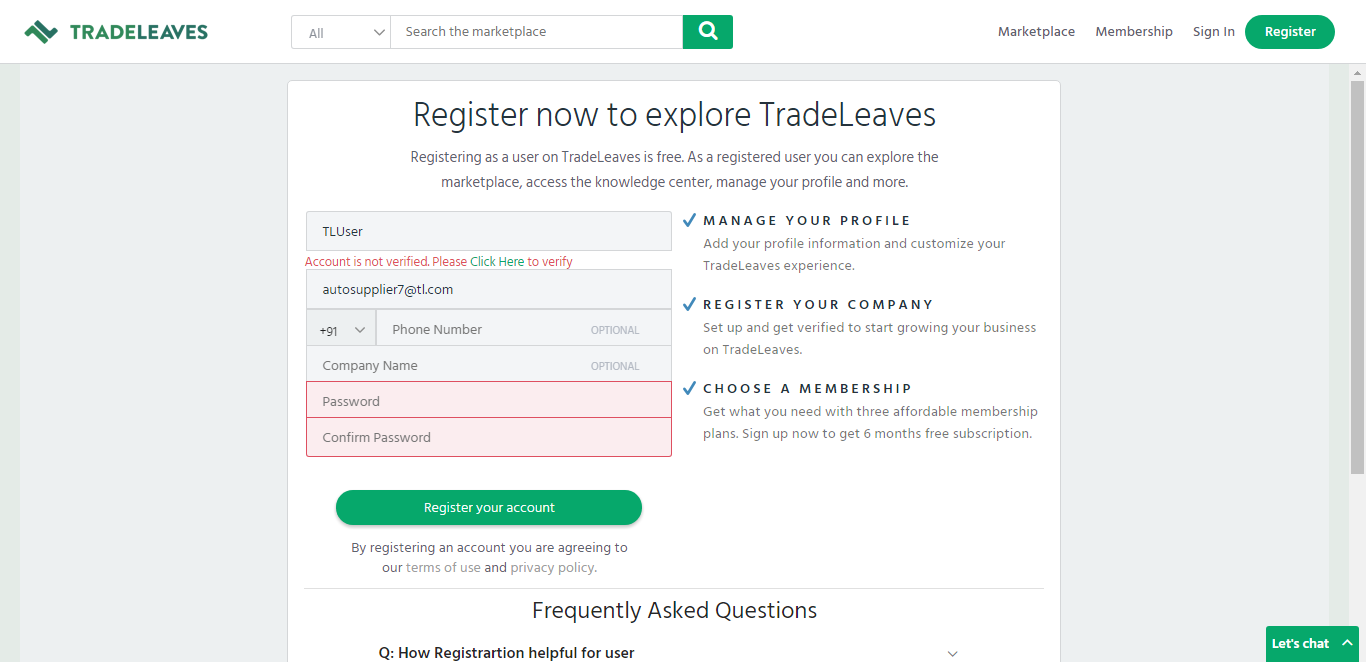 TRADELEAVES
All
Search the marketplace
Marketplace
Membership
Sign In
Register
Register now to explore TradeLeaves
Registering as a user on TradeLeaves is free. As a registered user you can explore the
marketplace, access the knowledge center, manage your profile and more.
TLUser
Account is not verified. Please Click Here to verify
autosupplier7@tl.com
+91
Phone Number
OPTIONAL
Company Name
OPTIONAL
Password
Confirm Password
Register your account
By registering an account you are agreeing to
our terms of use and privacy policy.
MANAGE YOUR PROFILE
Add your profile information and customize your
TradeLeaves experience.
REGISTER YOUR COMPANY
Set up and get verified to start growing your business
on TradeLeaves.
CHOOSE A MEMBERSHIP
Get what you need with three affordable membership
plans. Sign up now to get 6 months free subscription.
Frequently Asked Questions
Q: How Registrartion helpful for user
Let's chat